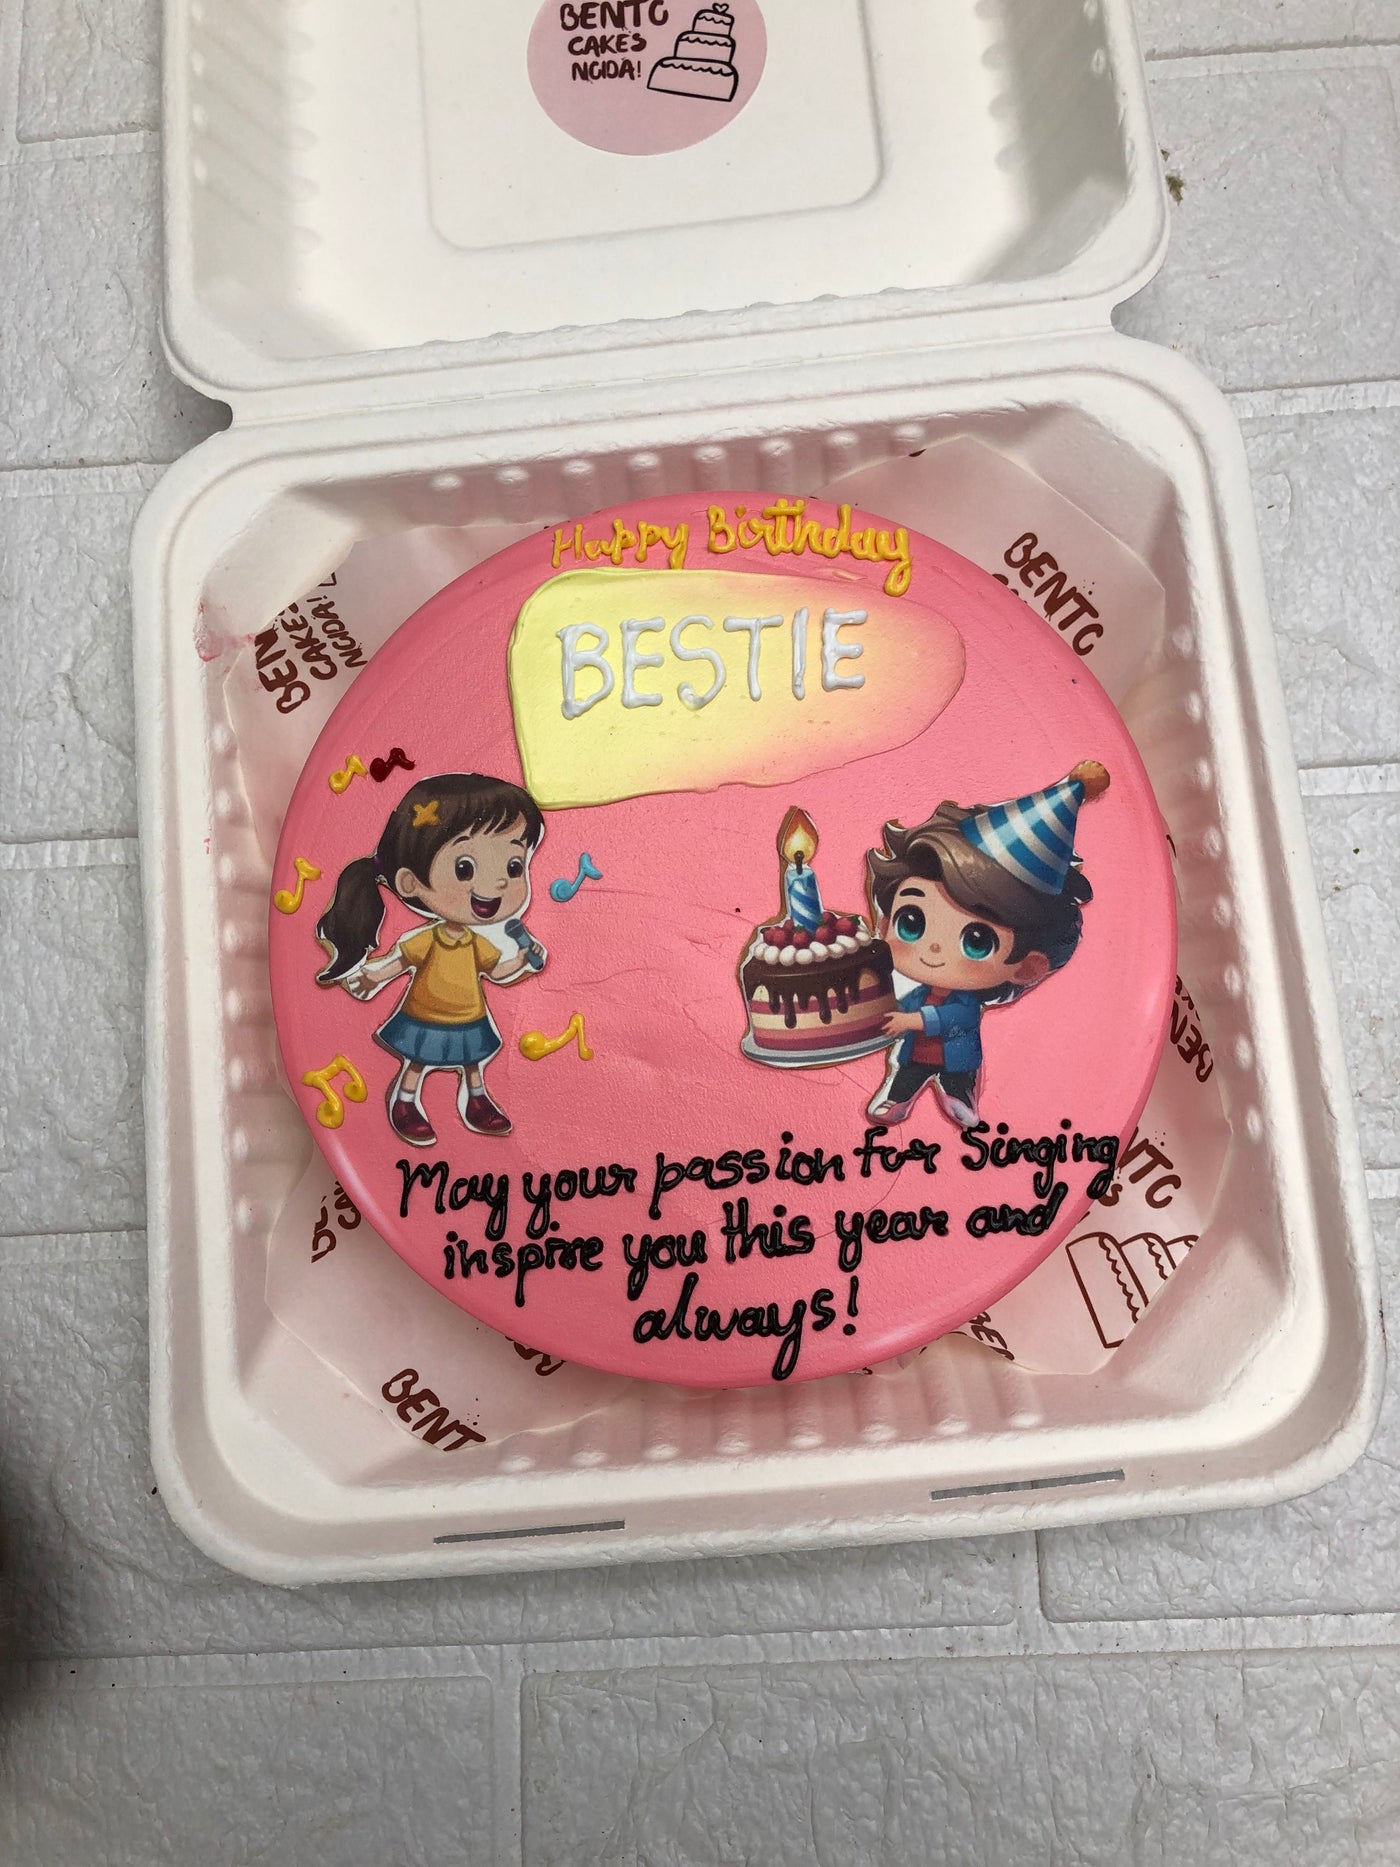 BENTO
CAKES
NOIDA!
Happy Birthday
BESTIE
May your passion for Singing
inspire you this year and
always!
BENTO
CAKES
NOIDA!
BENT